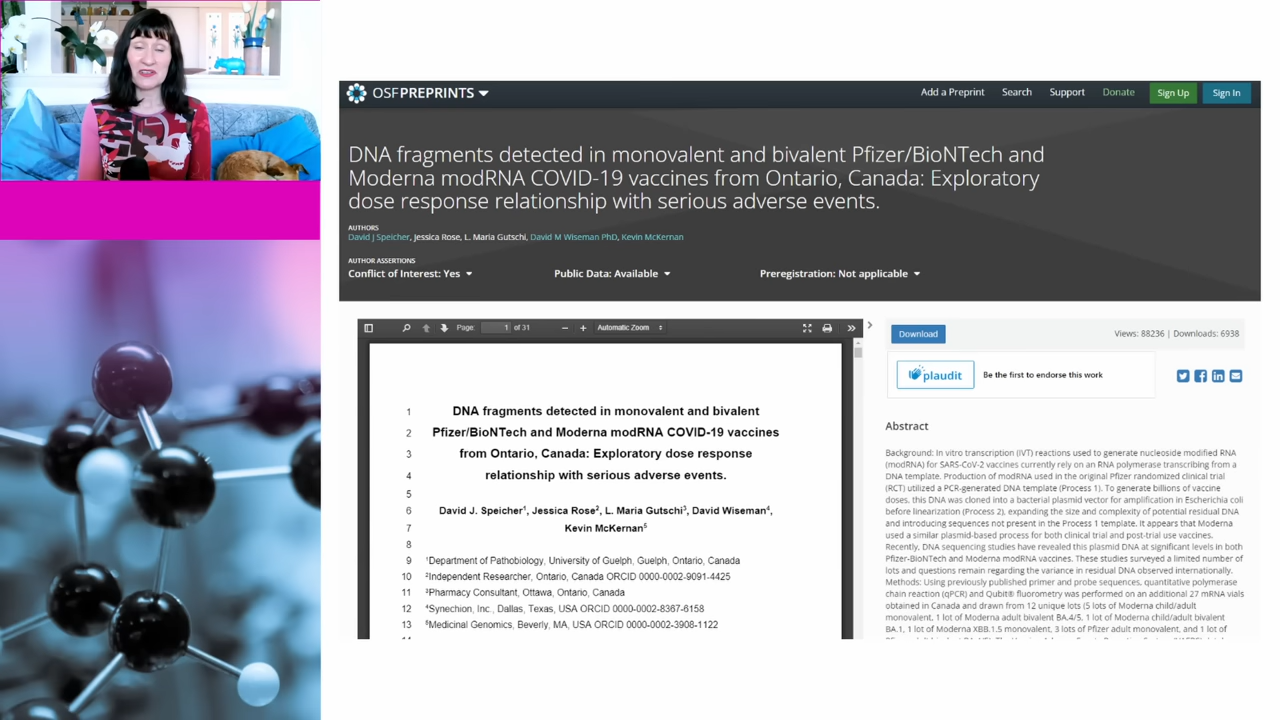 OSFPREPRINTS
Add a Preprint Search Support Donate Sign Up Sign In
DNA fragments detected in monovalent and bivalent Pfizer/BioNTech and
Moderna modRNA COVID-19 vaccines from Ontario, Canada: Exploratory
dose response relationship with serious adverse events.
AUTHORS
David J Speicher, Jessica Rose, L. Maria Gutschi, David M Wiseman PhD, Kevin McKernan
AUTHOR ASSERTIONS
Conflict of Interest: Yes Public Data: Available Preregistration: Not applicable
Page: 1 of 31 Automatic Zoom
1 DNA fragments detected in monovalent and bivalent
2 Pfizer/BioNTech and Moderna modRNA COVID-19 vaccines
3 from Ontario, Canada: Exploratory dose response
4 relationship with serious adverse events.
5
6 David J. Speicher¹, Jessica Rose², L. Maria Gutschi³, David Wiseman⁴,
7 Kevin McKernan⁵
8
9 ¹Department of Pathobiology, University of Guelph, Guelph, Ontario, Canada
10 ²Independent Researcher, Ontario, Canada ORCID 0000-0002-9091-4425
11 ³Pharmacy Consultant, Ottawa, Ontario, Canada
12 ⁴Synechion, Inc., Dallas, Texas, USA ORCID 0000-0002-8367-6158
13 ⁵Medicinal Genomics, Beverly, MA, USA ORCID 0000-0002-3908-1122
Download
Views: 88236 | Downloads: 6938
plaudit Be the first to endorse this work
Abstract
Background: In vitro transcription (IVT) reactions used to generate nucleoside modified RNA
(modRNA) for SARS-CoV-2 vaccines currently rely on an RNA polymerase transcribing from a
DNA template. Production of modRNA used in the original Pfizer randomized clinical trial
(RCT) utilized a PCR-generated DNA template (Process 1). To generate billions of vaccine
doses, this DNA was cloned into a bacterial plasmid vector for amplification in Escherichia coli
before linearization (Process 2), expanding the size and complexity of potential residual DNA
and introducing sequences not present in the Process 1 template. It appears that Moderna
used a similar plasmid-based process for both clinical trial and post-trial use vaccines.
Recently, DNA sequencing studies have revealed this plasmid DNA at significant levels in both
Pfizer-BioNTech and Moderna modRNA vaccines. These studies surveyed a limited number of
lots and questions remain regarding the variance in residual DNA observed internationally.
Methods: Using previously published primer and probe sequences, quantitative polymerase
chain reaction (qPCR) and Qubit® fluorometry was performed on an additional 27 mRNA vials
obtained in Canada and drawn from 12 unique lots (5 lots of Moderna child/adult
monovalent, 1 lot of Moderna adult bivalent BA.4/5, 1 lot of Moderna child/adult bivalent
BA.1, 1 lot of Moderna XBB.1.5 monovalent, 3 lots of Pfizer adult monovalent, and 1 lot of